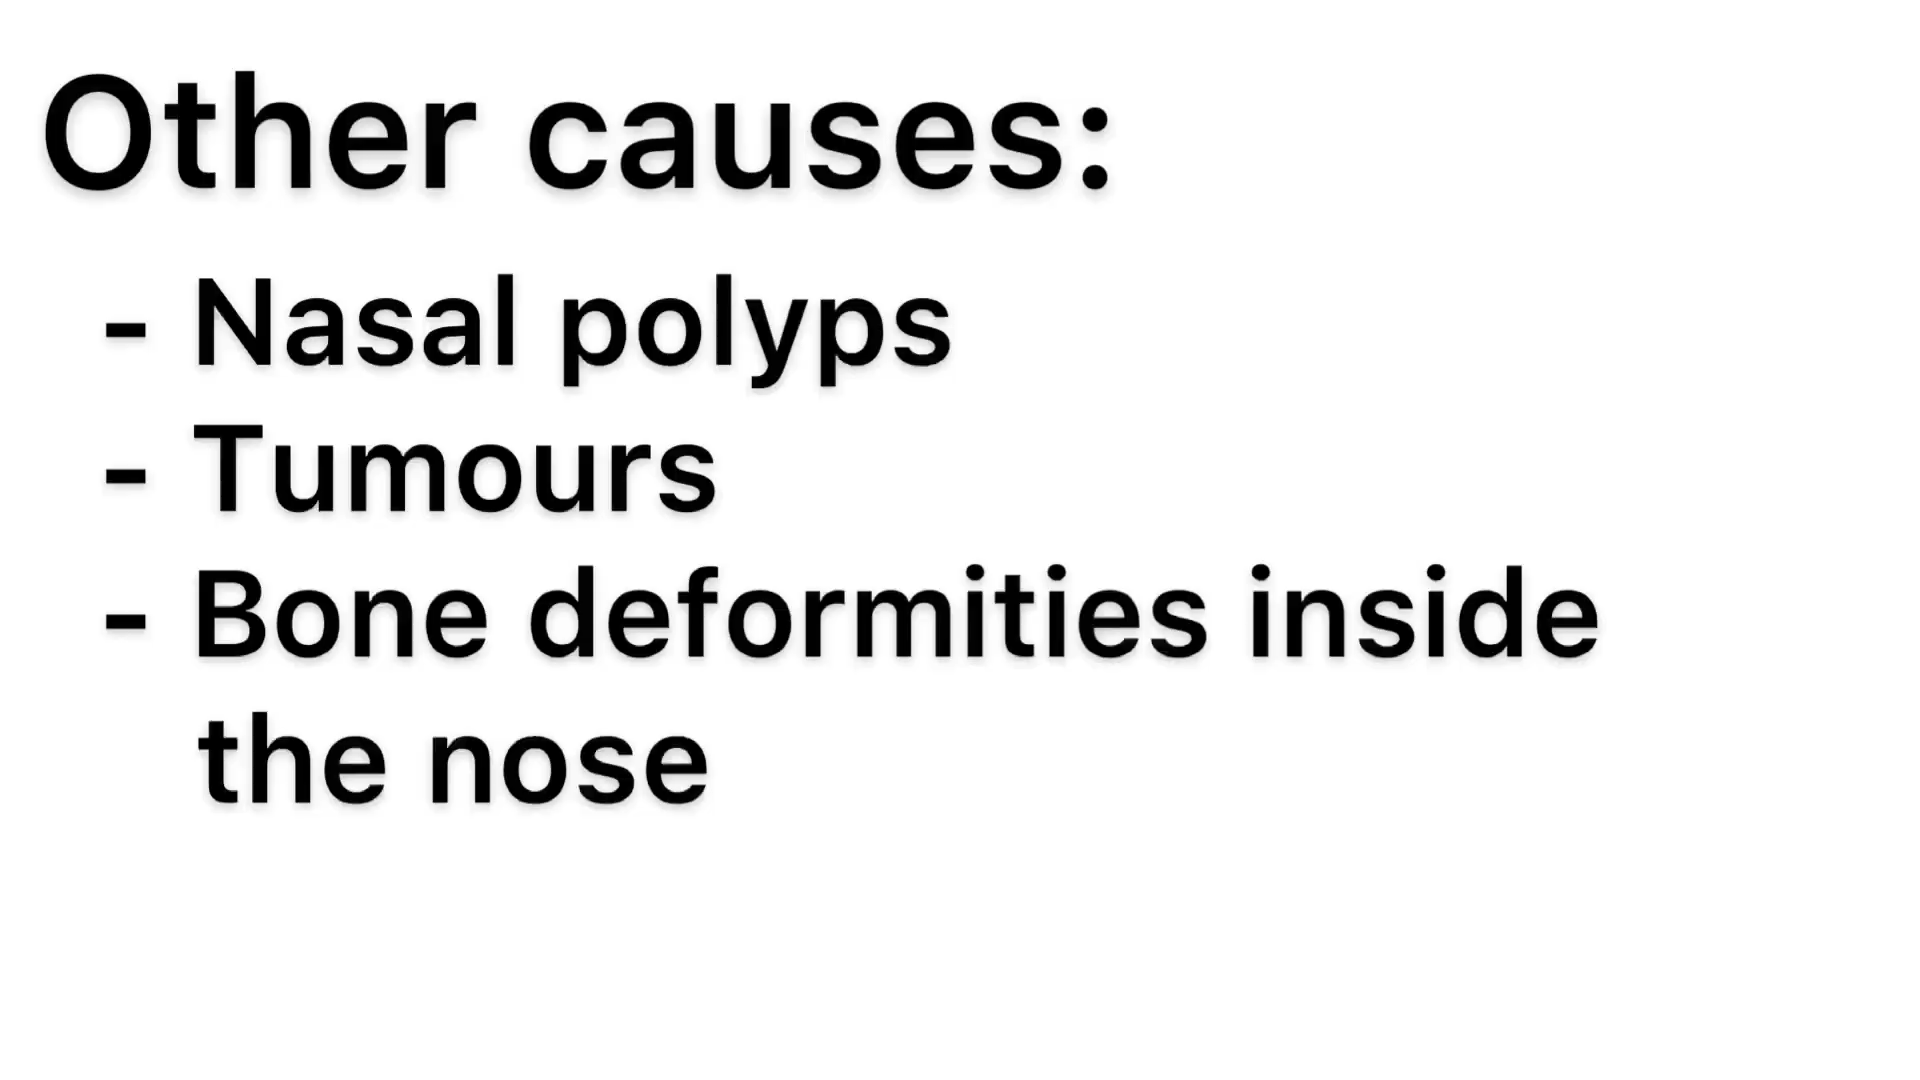 Other causes:
- Nasal polyps
- Tumours
- Bone deformities inside
the nose